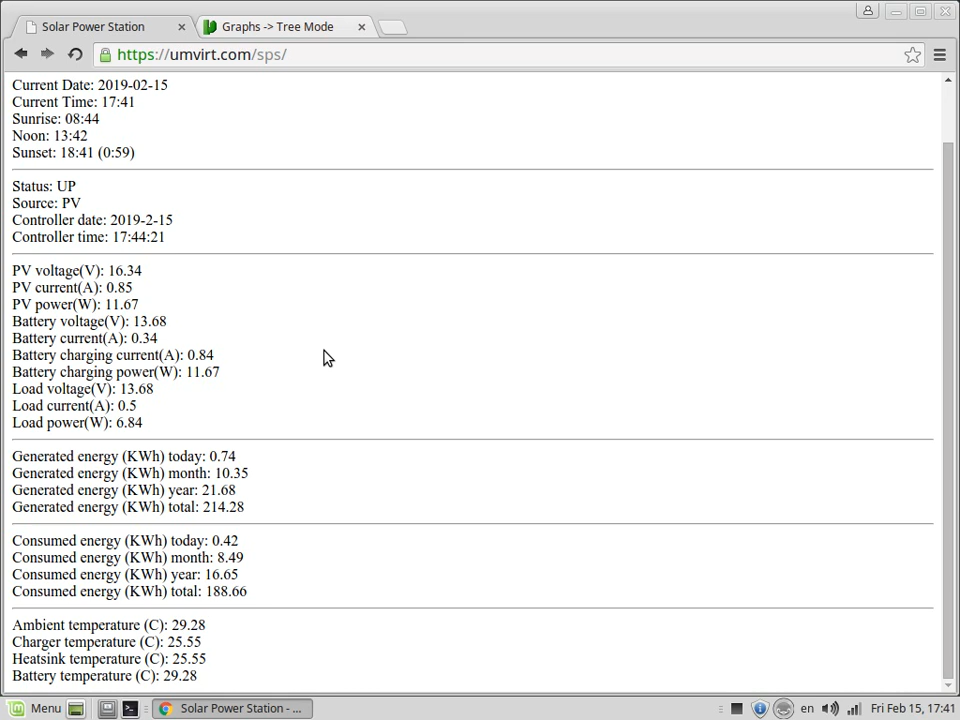 Solar Power Station
Graphs -> Tree Mode
https://umvirt.com/sps/
Current Date: 2019-02-15
Current Time: 17:41
Sunrise: 08:44
Noon: 13:42
Sunset: 18:41 (0:59)
Status: UP
Source: PV
Controller date: 2019-2-15
Controller time: 17:44:21
PV voltage(V): 16.34
PV current(A): 0.85
PV power(W): 11.67
Battery voltage(V): 13.68
Battery current(A): 0.34
Battery charging current(A): 0.84
Battery charging power(W): 11.67
Load voltage(V): 13.68
Load current(A): 0.5
Load power(W): 6.84
Generated energy (KWh) today: 0.74
Generated energy (KWh) month: 10.35
Generated energy (KWh) year: 21.68
Generated energy (KWh) total: 214.28
Consumed energy (KWh) today: 0.42
Consumed energy (KWh) month: 8.49
Consumed energy (KWh) year: 16.65
Consumed energy (KWh) total: 188.66
Ambient temperature (C): 29.28
Charger temperature (C): 25.55
Heatsink temperature (C): 25.55
Battery temperature (C): 29.28
Menu
Solar Power Station - ...
en
Fri Feb 15, 17:41